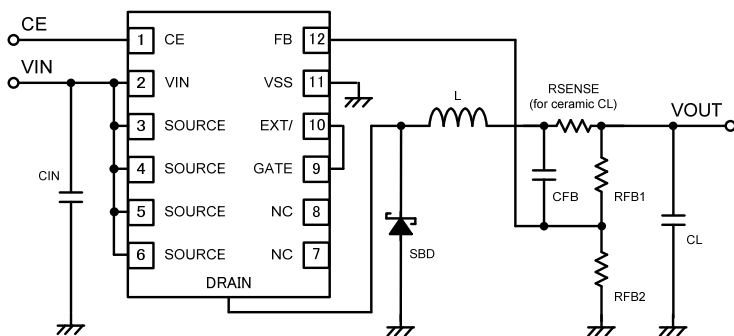 CE
VIN
CIN
1 CE FB 12
2 VIN VSS 11
3 SOURCE EXT/ 10
4 SOURCE GATE 9
5 SOURCE NC 8
6 SOURCE NC 7
DRAIN
SBD
L
RSENSE
(for ceramic CL)
VOUT
CFB
RFB1
CL
RFB2